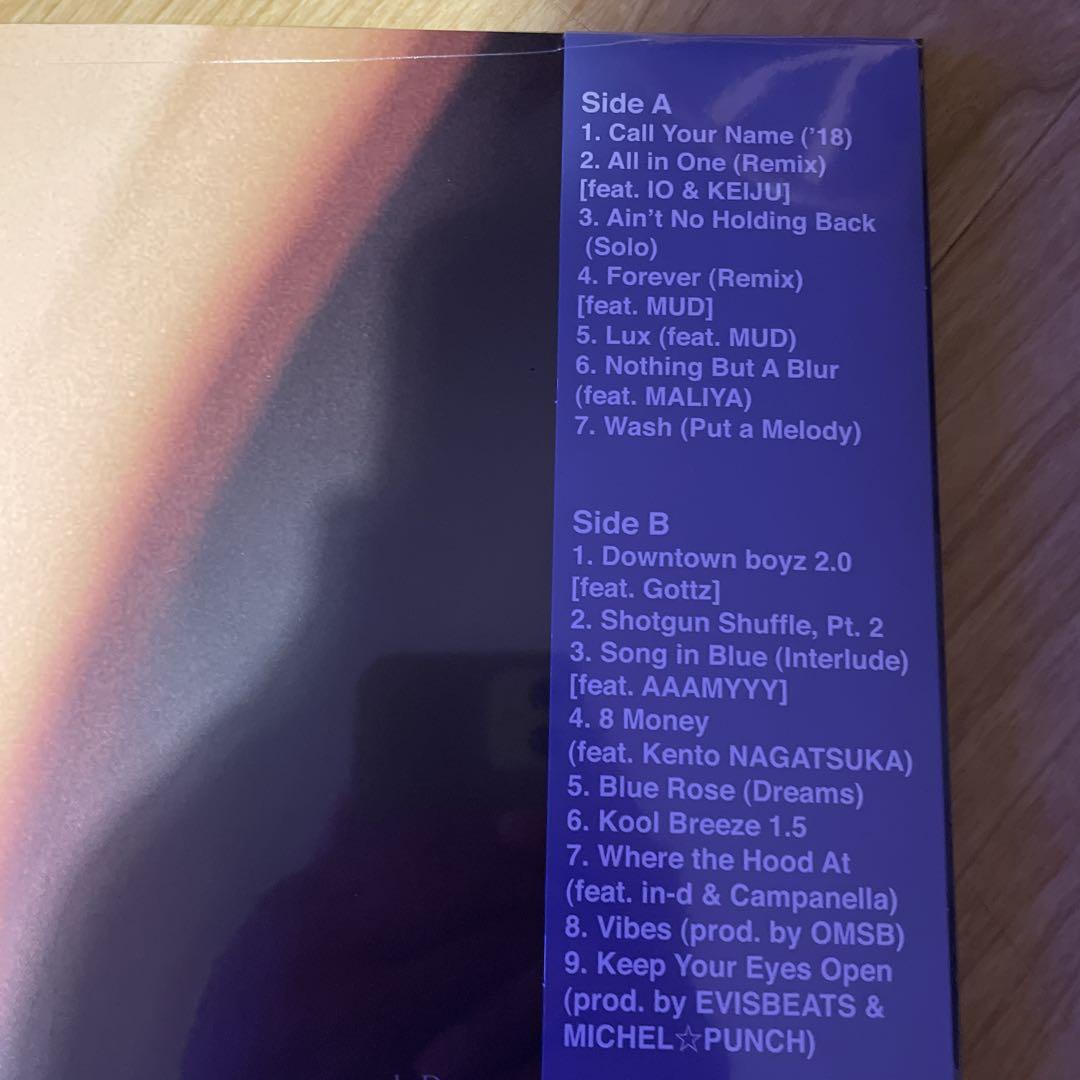 Side A
1. Call Your Name ('18)
2. All in One (Remix)
[feat. IO & KEIJU]
3. Ain't No Holding Back
(Solo)
4. Forever (Remix)
[feat. MUD]
5. Lux (feat. MUD)
6. Nothing But A Blur
(feat. MALIYA)
7. Wash (Put a Melody)
Side B
1. Downtown boyz 2.0
[feat. Gottz]
2. Shotgun Shuffle, Pt. 2
3. Song in Blue (Interlude)
[feat. AAAMYYY]
4. 8 Money
(feat. Kento NAGATSUKA)
5. Blue Rose (Dreams)
6. Kool Breeze 1.5
7. Where the Hood At
(feat. in-d & Campanella)
8. Vibes (prod. by OMSB)
9. Keep Your Eyes Open
(prod. by EVISBEATS &
MICHEL☆PUNCH)